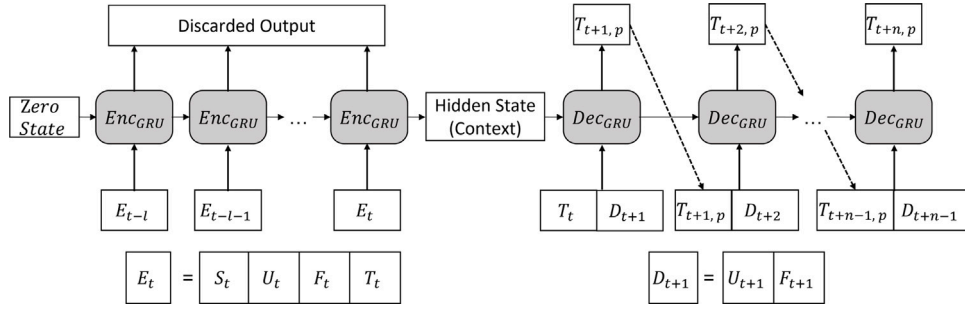 Discarded Output
T_{t+1, p}
T_{t+2, p}
T_{t+n, p}
Zero
State
Enc_{GRU}
Enc_{GRU}
...
Enc_{GRU}
Hidden State
(Context)
Dec_{GRU}
Dec_{GRU}
...
Dec_{GRU}
E_{t-l}
E_{t-l-1}
E_t
T_t
D_{t+1}
T_{t+1, p}
D_{t+2}
T_{t+n-1, p}
D_{t+n-1}
E_t = S_t U_t F_t T_t
D_{t+1} = U_{t+1} F_{t+1}